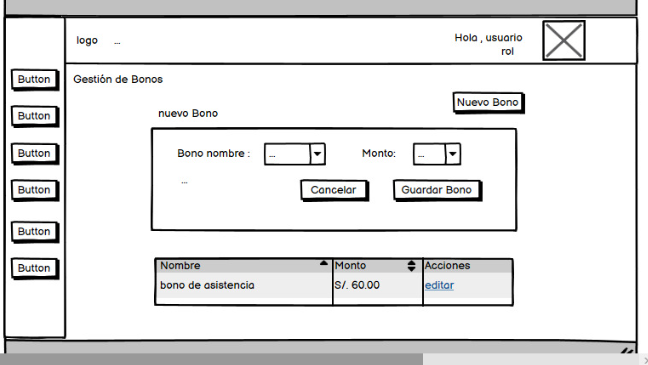 logo ...
Hola , usuario
rol
Button
Gestión de Bonos
Nuevo Bono
Button
nuevo Bono
Button
Bono nombre : ...
Monto: ...
...
Button
Cancelar
Guardar Bono
Button
Button
Nombre Monto Acciones
bono de asistencia S/. 60.00 editar